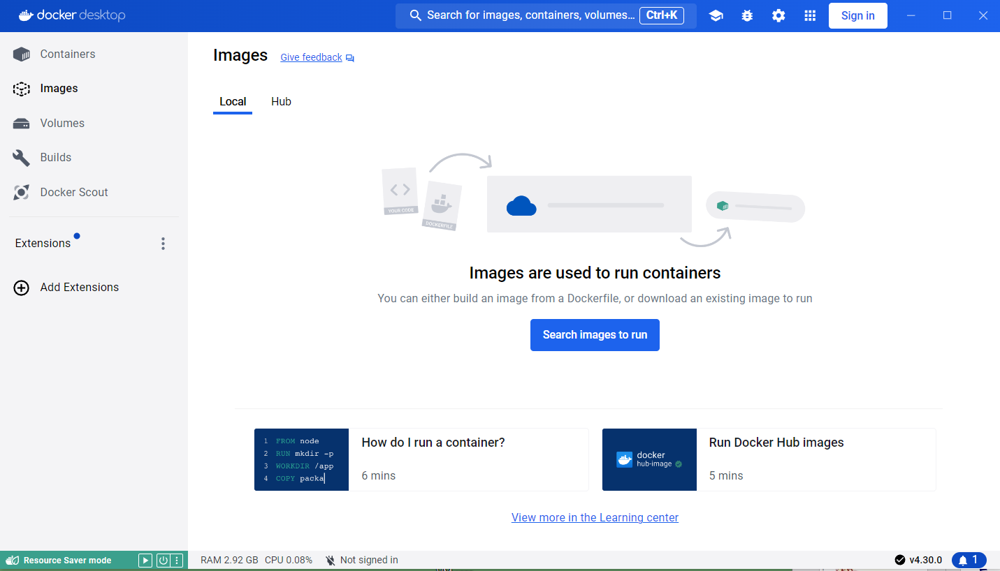 docker desktop
Search for images, containers, volumes... Ctrl+K
Sign in
Containers
Images
Volumes
Builds
Docker Scout
Extensions
Add Extensions
Images Give feedback
Local Hub
YOUR CODE
DOCKERFILE
Images are used to run containers
You can either build an image from a Dockerfile, or download an existing image to run
Search images to run
1 FROM node
2 RUN mkdir -p
3 WORKDIR /app
4 COPY packa
How do I run a container?
6 mins
docker
hub-image
Run Docker Hub images
5 mins
View more in the Learning center
Resource Saver mode RAM 2.92 GB CPU 0.08% Not signed in v4.30.0 1